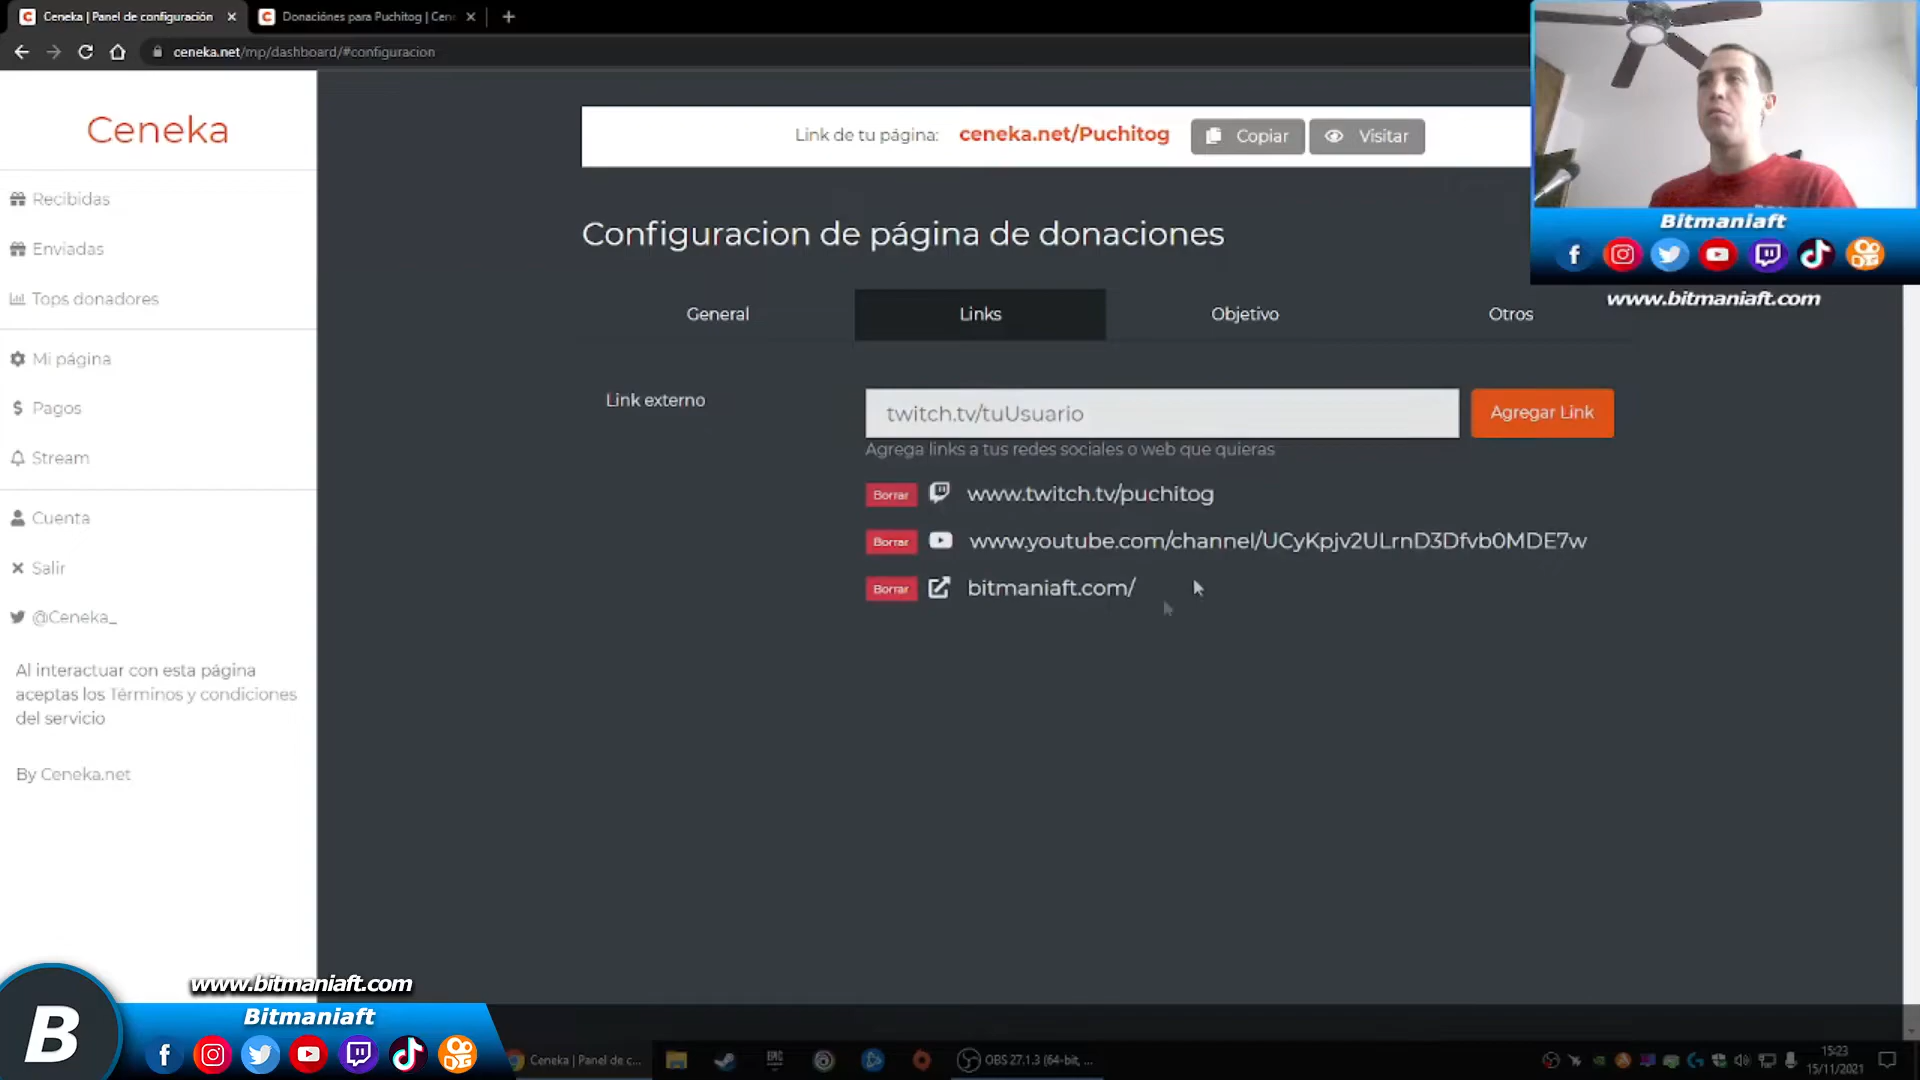 Ceneka | Panel de configuración
Donaciónes para Puchitog | Cen
ceneka.net/mp/dashboard/#configuracion
Ceneka
Recibidas
Enviadas
Tops donadores
Mi página
Pagos
Stream
Cuenta
Salir
@Ceneka_
Al interactuar con esta página
aceptas los Términos y condiciones
del servicio
By Ceneka.net
Link de tu página: ceneka.net/Puchitog Copiar Visitar
Configuracion de página de donaciones
General Links Objetivo Otros
Link externo
twitch.tv/tuUsuario
Agregar Link
Agrega links a tus redes sociales o web que quieras
Borrar www.twitch.tv/puchitog
Borrar www.youtube.com/channel/UCyKpjv2ULrnD3Dfvb0MDE7w
Borrar bitmaniaft.com/
Bitmaniaft
www.bitmaniaft.com
www.bitmaniaft.com
Bitmaniaft
B
Ceneka | Panel de c...
EPIC
OBS 27.1.3 (64-bit, ...
15:23
15/11/2021